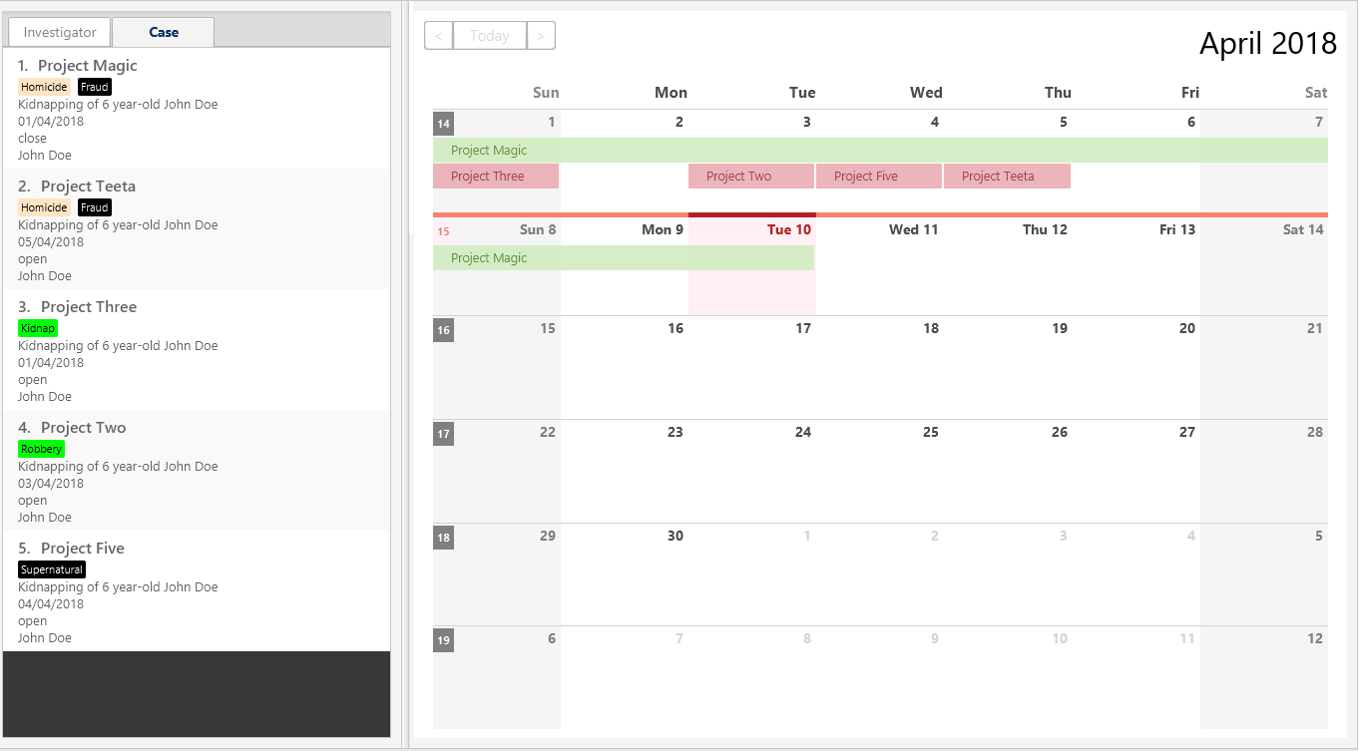 Investigator Case
1. Project Magic
Homicide Fraud
Kidnapping of 6 year-old John Doe
01/04/2018
close
John Doe
2. Project Teeta
Homicide Fraud
Kidnapping of 6 year-old John Doe
05/04/2018
open
John Doe
3. Project Three
Kidnap
Kidnapping of 6 year-old John Doe
01/04/2018
open
John Doe
4. Project Two
Robbery
Kidnapping of 6 year-old John Doe
03/04/2018
open
John Doe
5. Project Five
Supernatural
Kidnapping of 6 year-old John Doe
04/04/2018
open
John Doe
< Today >
April 2018
Sun Mon Tue Wed Thu Fri Sat
14 1 2 3 4 5 6 7
Project Magic
Project Three Project Two Project Five Project Teeta
15 Sun 8 Mon 9 Tue 10 Wed 11 Thu 12 Fri 13 Sat 14
Project Magic
16 15 16 17 18 19 20 21
17 22 23 24 25 26 27 28
18 29 30 1 2 3 4 5
19 6 7 8 9 10 11 12